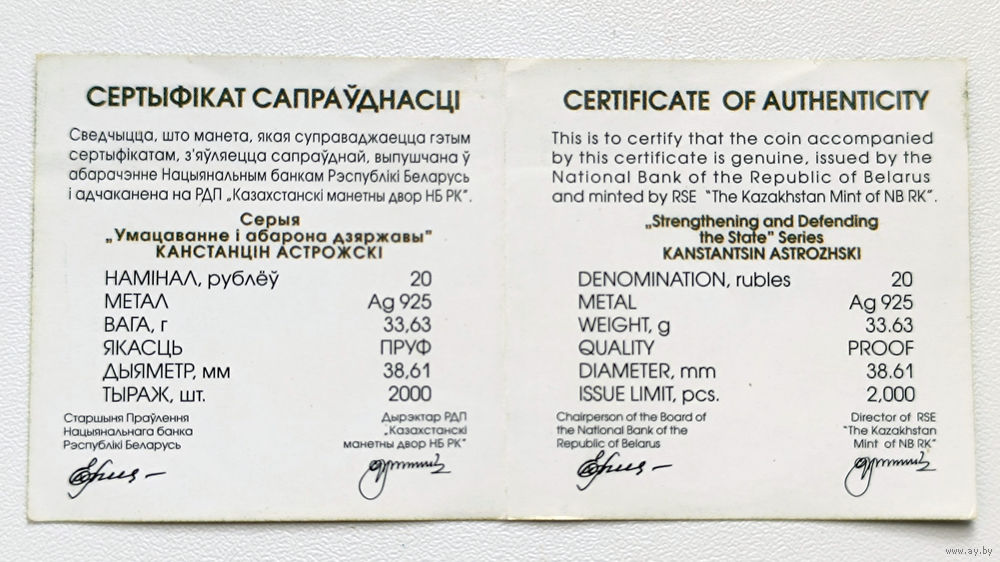 СЕРТЫФІКАТ САПРАЎДНАСЦІ
Сведчыцца, што манета, якая суправаджаецца гэтым
сертыфікатам, з'яўляецца сапраўднай, выпушчана ў
абарачэнне Нацыянальным банкам Рэспублікі Беларусь
і адчаканена на РДП „Казахстанскі манетны двор НБ РК".
Серыя
„Умацаванне і абарона дзяржавы"
КАНСТАНЦІН АСТРОЖСКІ
НАМІНАЛ, рублёў 20
МЕТАЛ Ag 925
ВАГА, г 33,63
ЯКАСЦЬ ПРУФ
ДЫЯМЕТР, мм 38,61
ТЫРАЖ, шт. 2000
Старшыня Праўлення
Нацыянальнага банка
Рэспублікі Беларусь
Дырэктар РДП
„Казахстанскі
манетны двор НБ РК"
CERTIFICATE OF AUTHENTICITY
This is to certify that the coin accompanied
by this certificate is genuine, issued by the
National Bank of the Republic of Belarus
and minted by RSE "The Kazakhstan Mint of NB RK".
„Strengthening and Defending
the State" Series
KANSTANTSIN ASTROZHSKI
DENOMINATION, rubles 20
METAL Ag 925
WEIGHT, g 33.63
QUALITY PROOF
DIAMETER, mm 38.61
ISSUE LIMIT, pcs. 2,000
Chairperson of the Board of
the National Bank of the
Republic of Belarus
Director of RSE
"The Kazakhstan
Mint of NB RK"
www.ay.by